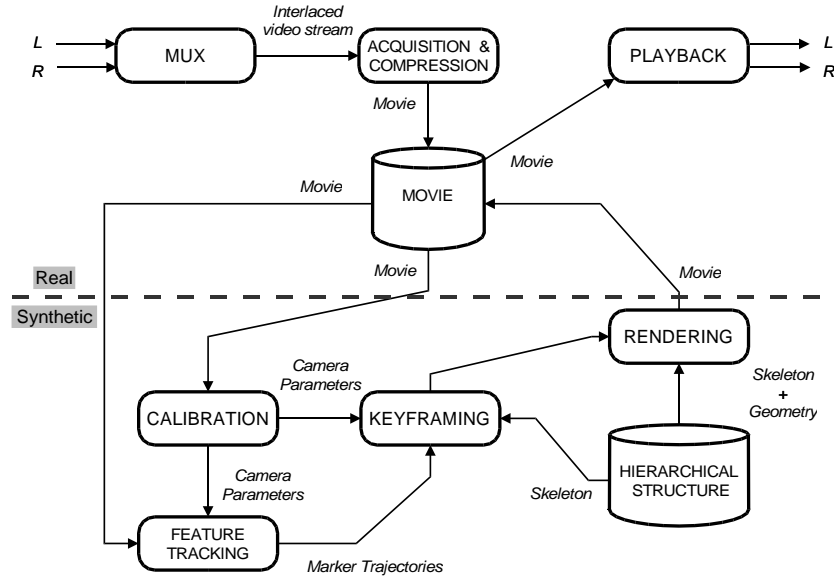 Interlaced
video stream
L
R
MUX
ACQUISITION &
COMPRESSION
PLAYBACK
L
R
Movie
Movie
Movie
MOVIE
Movie
Movie
Real
Synthetic
RENDERING
Camera
Parameters
Skeleton
+
Geometry
CALIBRATION
KEYFRAMING
Camera
Parameters
Skeleton
HIERARCHICAL
STRUCTURE
FEATURE
TRACKING
Marker Trajectories